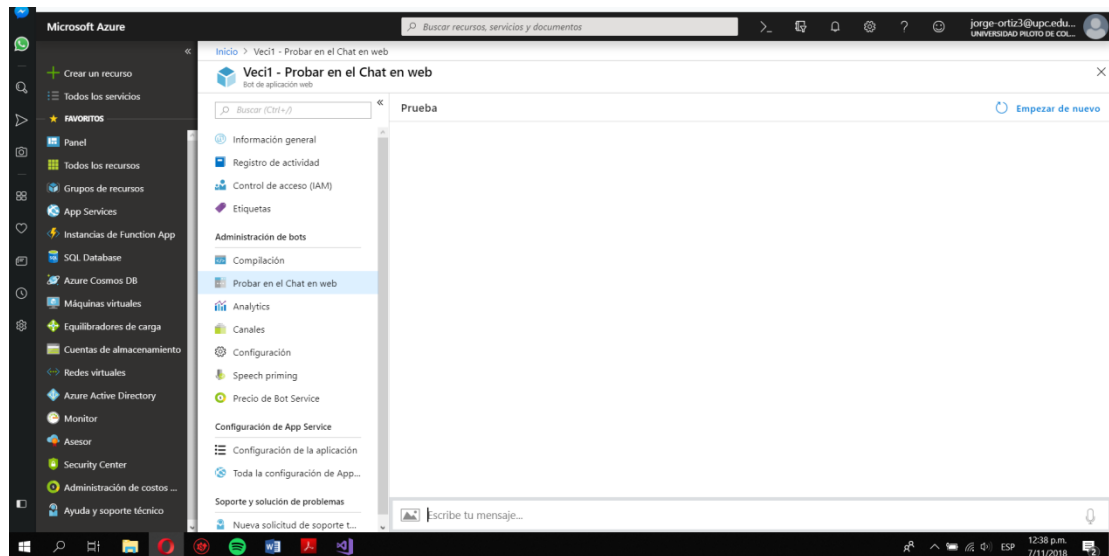 Microsoft Azure
Buscar recursos, servicios y documentos
jorge-ortiz3@upc.edu...
UNIVERSIDAD PILOTO DE COL...
Inicio > Veci1 - Probar en el Chat en web
Veci1 - Probar en el Chat en web
Bot de aplicación web
Crear un recurso
Todos los servicios
FAVORITOS
Panel
Todos los recursos
Grupos de recursos
App Services
Instancias de Function App
SQL Database
Azure Cosmos DB
Máquinas virtuales
Equilibradores de carga
Cuentas de almacenamiento
Redes virtuales
Azure Active Directory
Monitor
Asesor
Security Center
Administración de costos ...
Ayuda y soporte técnico
Buscar (Ctrl+/)
Información general
Registro de actividad
Control de acceso (IAM)
Etiquetas
Administración de bots
Compilación
Probar en el Chat en web
Analytics
Canales
Configuración
Speech priming
Precio de Bot Service
Configuración de App Service
Configuración de la aplicación
Toda la configuración de App...
Soporte y solución de problemas
Nueva solicitud de soporte t...
Prueba
Empezar de nuevo
Escribe tu mensaje...
ESP
12:38 p.m.
7/11/2018
2